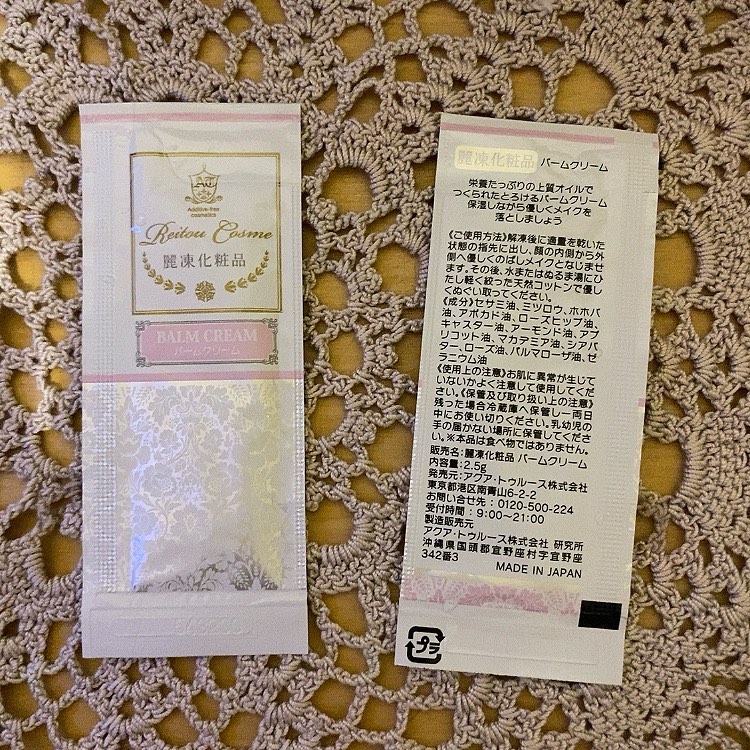 AT
Additive-free
cosmetics
Reitou Cosme
麗凍化粧品
BALM CREAM
バームクリーム
麗凍化粧品 バームクリーム
栄養たっぷりの上質オイルで
つくられたとろけるバームクリーム
保湿しながら優しくメイクを
落としましょう
《ご使用方法》解凍後に適量を乾いた
状態の指先に出し、顔の内側から外
側へ優しくのばしメイクとなじませ
ます。その後、水またはぬるま湯にひ
たし軽く絞った天然コットンで優し
くぬぐい取ってください。
《成分》セサミ油、ミツロウ、ホホバ
油、アボカド油、ローズヒップ油、
キャスター油、アーモンド油、アプ
リコット油、マカデミア油、シアバ
ター、ローズ油、パルマローザ油、ゼ
ラニウム油
《使用上の注意》お肌に異常が生じて
いないかよく注意して使用してくだ
さい。《保管及び取り扱い上の注意》
残った場合冷蔵庫へ保管し一両日
中にお使い切りください。乳幼児の
手の届かない場所に保管してくださ
い。※本品は食べ物ではありません。
販売名：麗凍化粧品 バームクリーム
内容量：2.5g
発売元：アクア・トゥルース株式会社
東京都港区南青山6-2-2
お問い合せ先：0120-500-224
受付時間：9:00～21:00
製造販売元
アクア・トゥルース株式会社 研究所
沖縄県国頭郡宜野座村字宜野座
342番3
MADE IN JAPAN
プラ